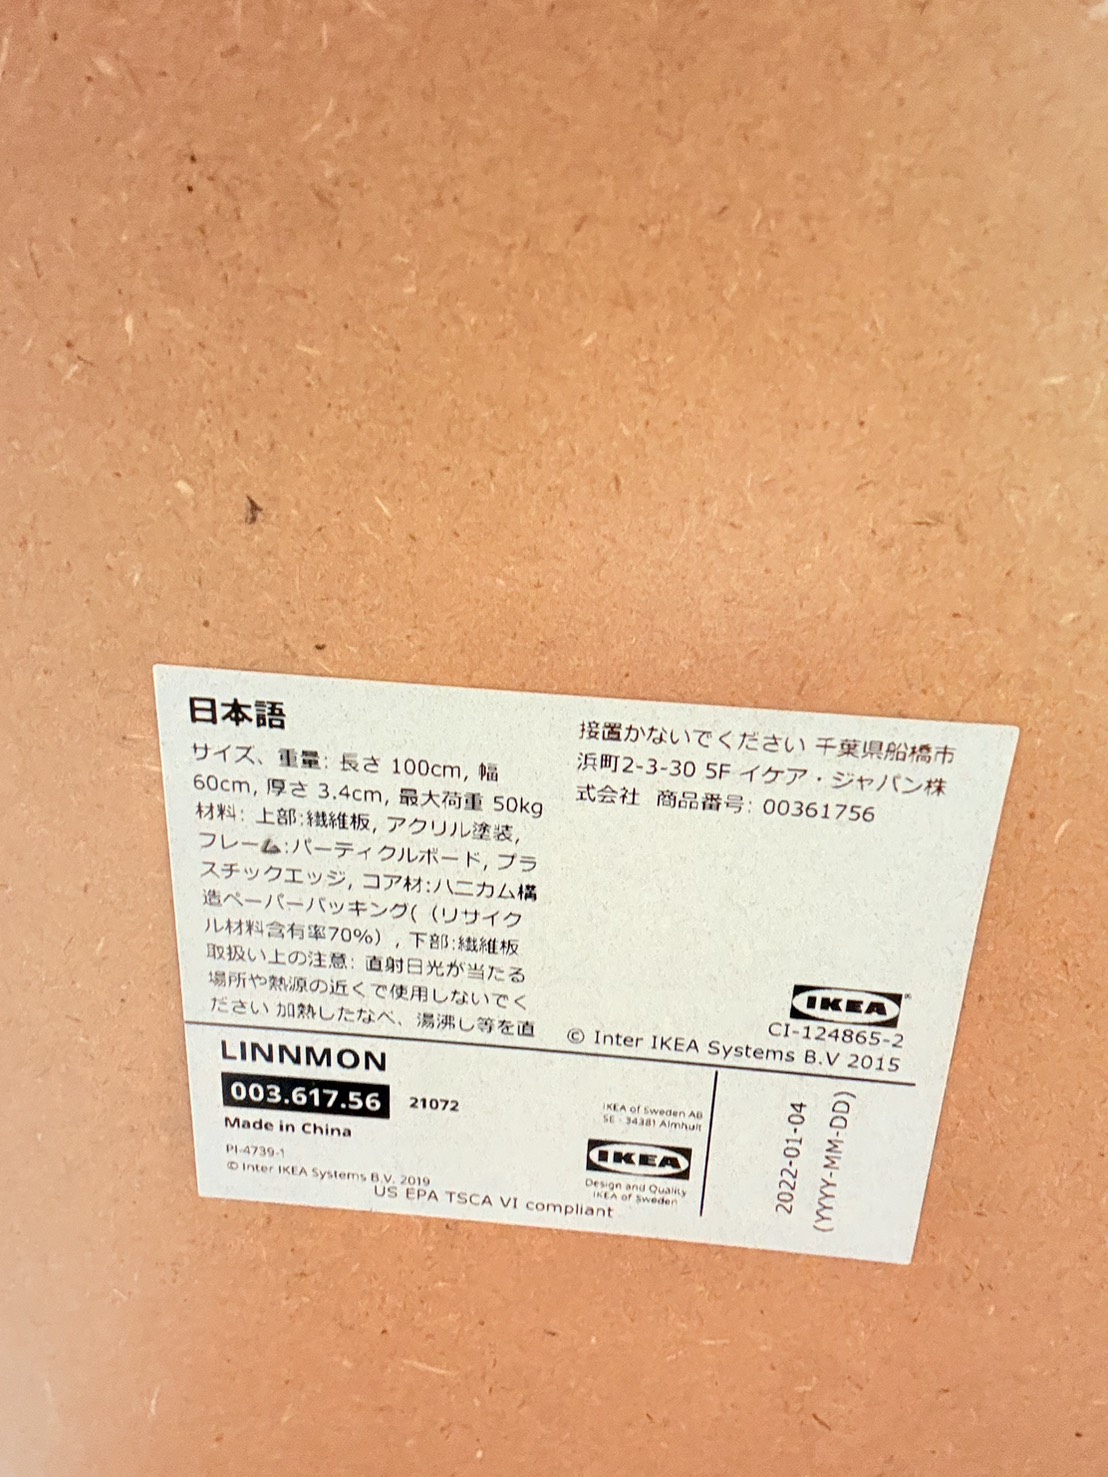 日本語
サイズ、重量: 長さ 100cm, 幅
60cm, 厚さ 3.4cm, 最大荷重 50kg
材料: 上部:繊維板, アクリル塗装,
フレーム:パーティクルボード, プラ
スチックエッジ, コア材:ハニカム構
造ペーパーパッキング(（リサイク
ル材料含有率70%）, 下部:繊維板
取扱い上の注意: 直射日光が当たる
場所や熱源の近くで使用しないでく
ださい 加熱したなべ、湯沸し等を直
接置かないでください 千葉県船橋市
浜町2-3-30 5F イケア・ジャパン株
式会社 商品番号: 00361756
IKEA®
CI-124865-2
© Inter IKEA Systems B.V 2015
LINNMON
003.617.56 21072
Made in China
PI-4739-1
© Inter IKEA Systems B.V. 2019
US EPA TSCA VI compliant
IKEA of Sweden AB
SE - 34381 Älmhult
IKEA
Design and Quality
IKEA of Sweden
2022-01-04
(YYYY-MM-DD)